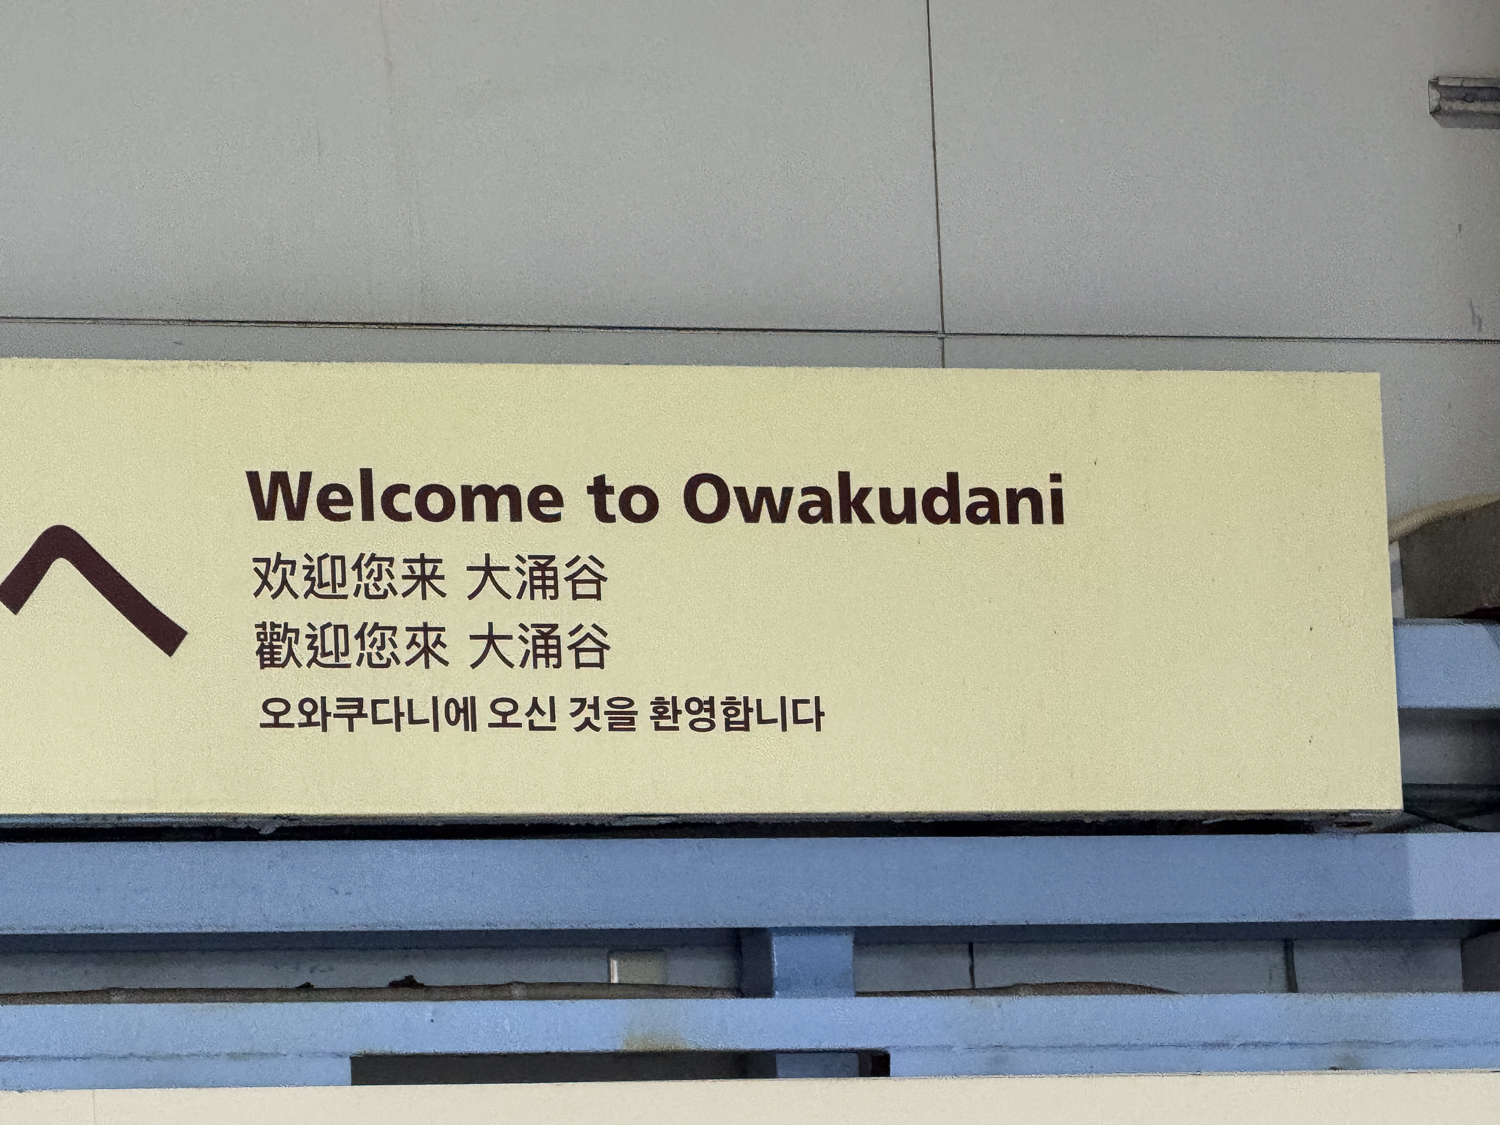 へ
Welcome to Owakudani
欢迎您来 大涌谷
歡迎您來 大涌谷
오와쿠다니에 오신 것을 환영합니다